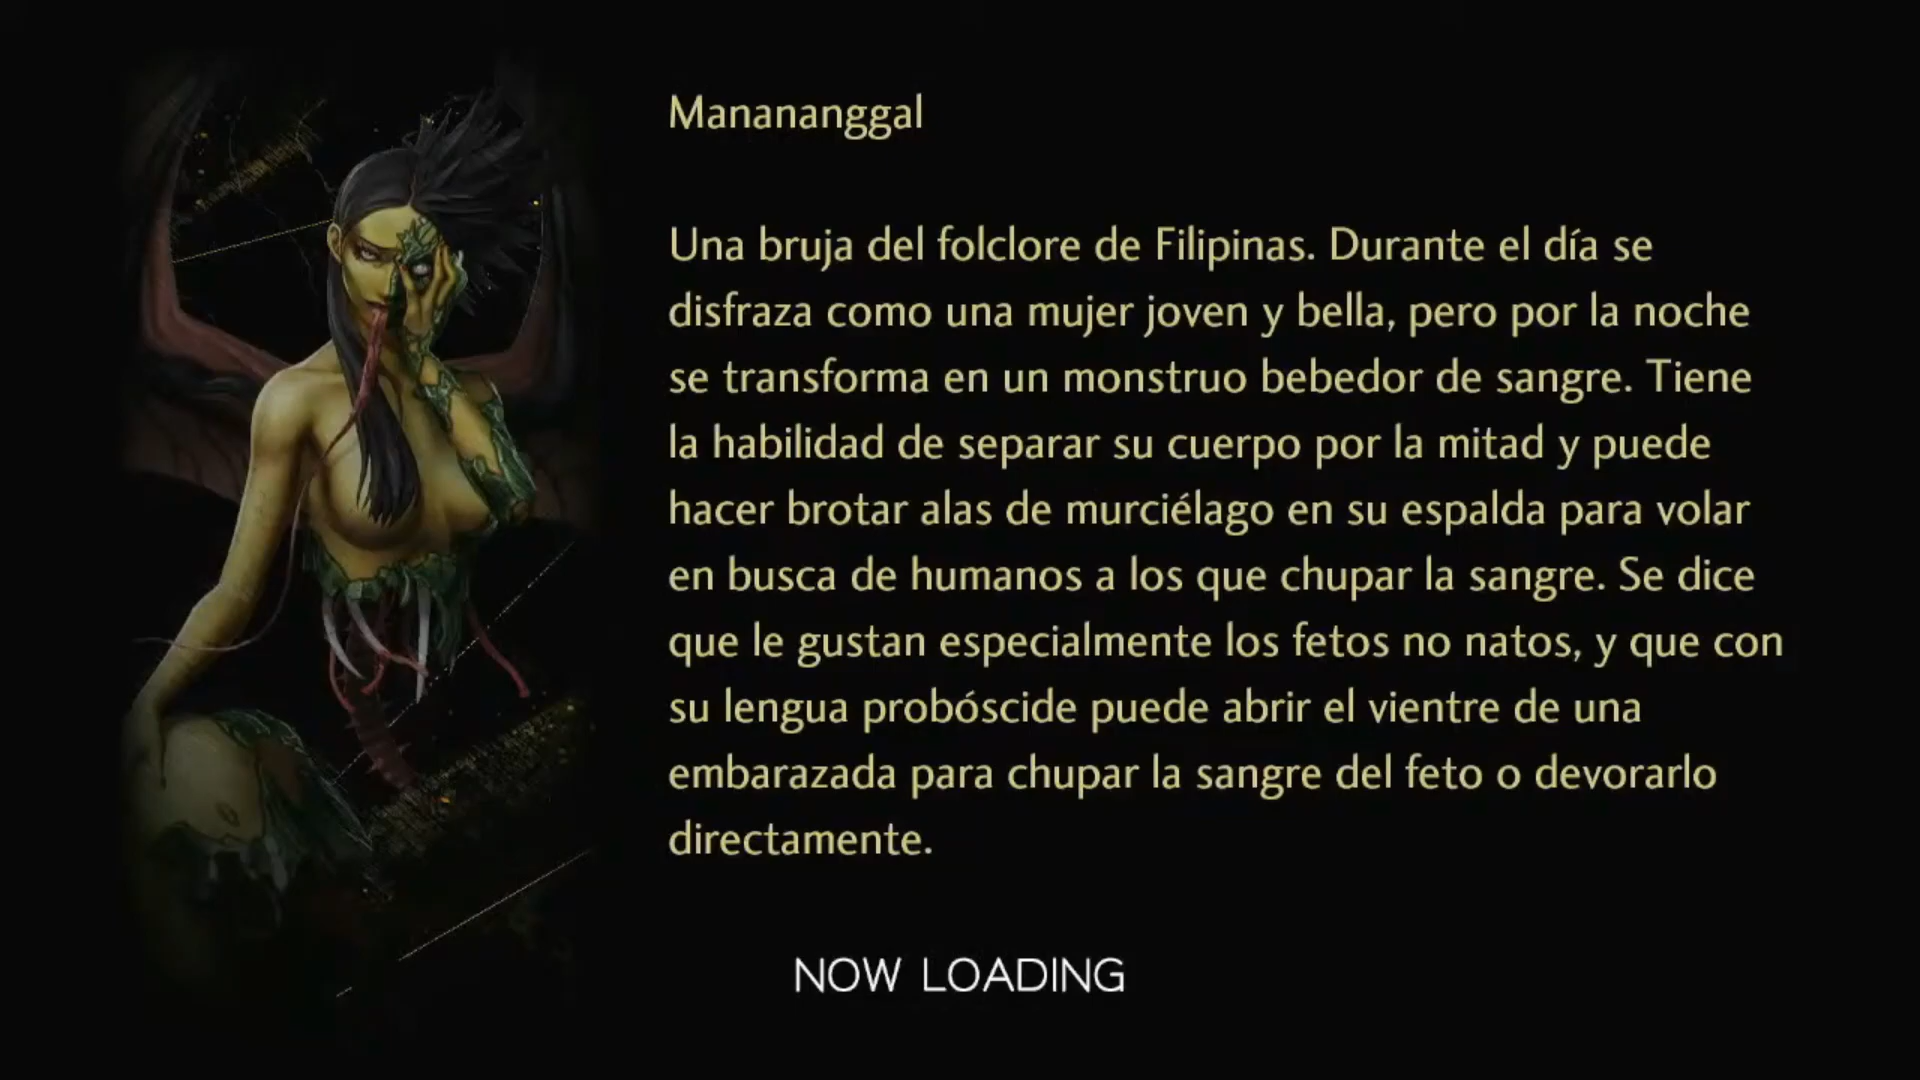 Manananggal
Una bruja del folclore de Filipinas. Durante el día se
disfraza como una mujer joven y bella, pero por la noche
se transforma en un monstruo bebedor de sangre. Tiene
la habilidad de separar su cuerpo por la mitad y puede
hacer brotar alas de murciélago en su espalda para volar
en busca de humanos a los que chupar la sangre. Se dice
que le gustan especialmente los fetos no natos, y que con
su lengua probóscide puede abrir el vientre de una
embarazada para chupar la sangre del feto o devorarlo
directamente.
NOW LOADING